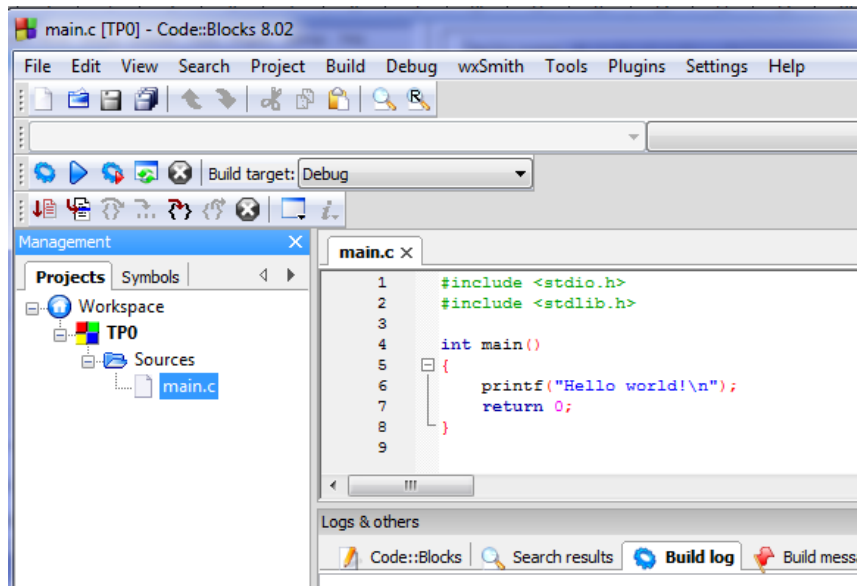 main.c [TP0] - Code::Blocks 8.02
File Edit View Search Project Build Debug wxSmith Tools Plugins Settings Help
Build target: Debug
Management
Projects Symbols
Workspace
TP0
Sources
main.c
main.c
1 #include <stdio.h>
2 #include <stdlib.h>
3
4 int main()
5 {
6 printf("Hello world!\n");
7 return 0;
8 }
9
Logs & others
Code::Blocks Search results Build log Build messa